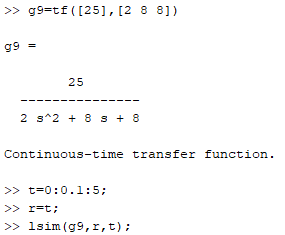 >> g9=tf([25],[2 8 8])
g9 =
25
---------------
2 s^2 + 8 s + 8
Continuous-time transfer function.
>> t=0:0.1:5;
>> r=t;
>> lsim(g9,r,t);